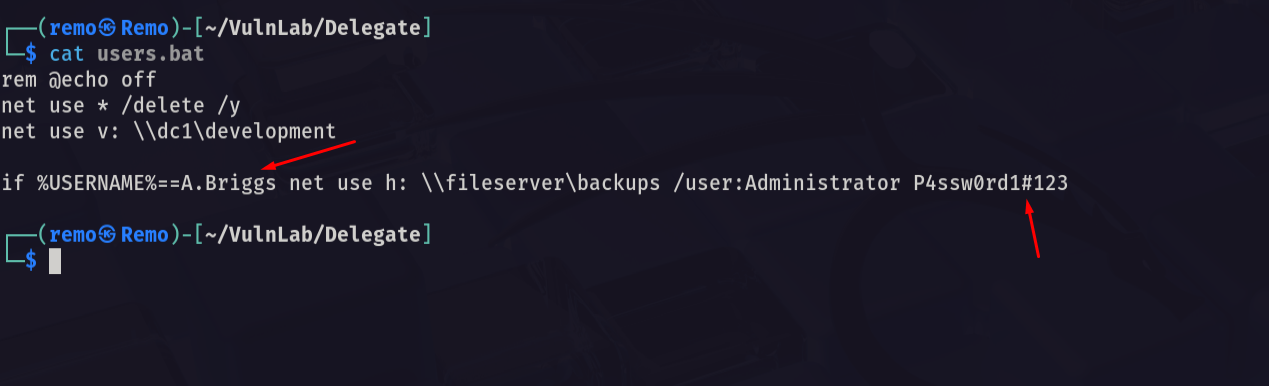 ┌──(remo㉿Remo)-[~/VulnLab/Delegate]
└─$ cat users.bat
rem @echo off
net use * /delete /y
net use v: \\dc1\development
if %USERNAME%==A.Briggs net use h: \\fileserver\backups /user:Administrator P4ssw0rd1#123
┌──(remo㉿Remo)-[~/VulnLab/Delegate]
└─$